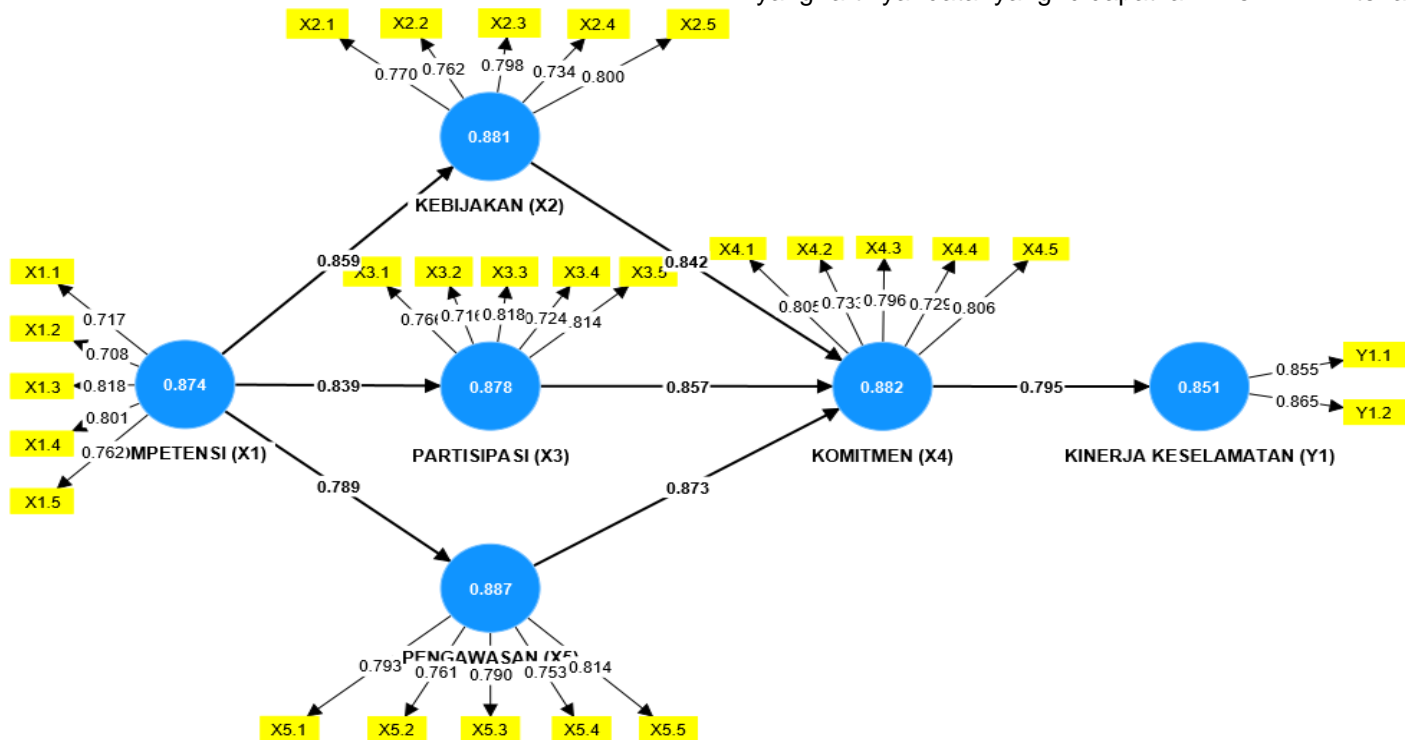 X2.1 X2.2 X2.3 X2.4 X2.5
0.770 0.762 0.798 0.734 0.800
0.881
KEBIJAKAN (X2)
0.859
0.842
X3.1 X3.2 X3.3 X3.4
X4.1 X4.2 X4.3 X4.4 X4.5
0.818 0.724
0.796 0.729 0.806
X1.1
X1.2
X1.3
X1.4
X1.5
0.717
0.708
0.818
0.801
0.762
0.874
(X1)
0.839
0.878
PARTISIPASI (X3)
0.857
0.882
KOMITMEN (X4)
0.795
0.851
KINERJA KESELAMATAN (Y1)
0.855
0.865
Y1.1
Y1.2
0.789
0.873
0.887
PENGAWASAN
0.793 0.761 0.790 0.753 0.814
X5.1 X5.2 X5.3 X5.4 X5.5